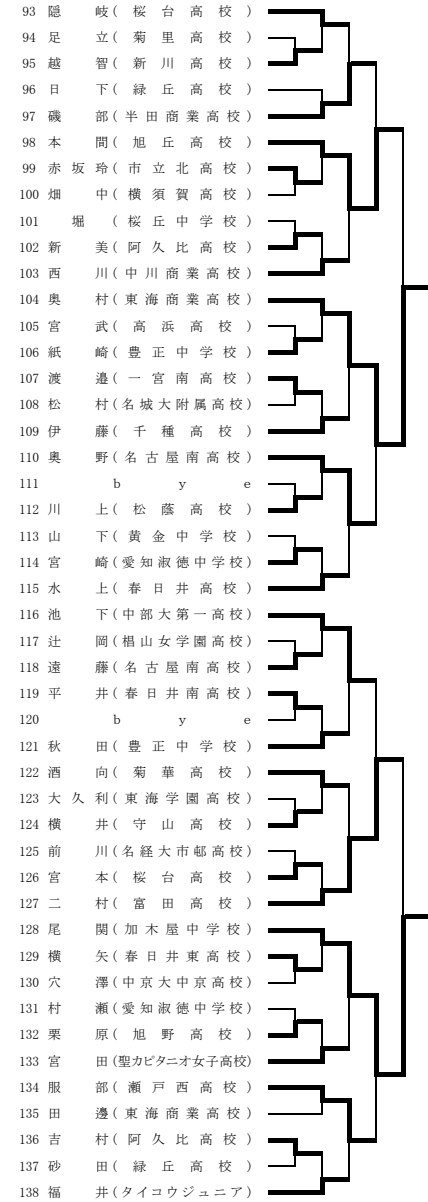 93 隠岐(桜台高校)
94 足立(菊里高校)
95 越智(新川高校)
96 日下(緑丘高校)
97 磯部(半田商業高校)
98 本間(旭丘高校)
99 赤坂玲(市立北高校)
100 畑中(横須賀高校)
101 堀(桜丘中学校)
102 新美(阿久比高校)
103 西川(中川商業高校)
104 奥村(東海商業高校)
105 宮武(高浜高校)
106 紙崎(豊正中学校)
107 渡邉(一宮南高校)
108 松村(名城大附属高校)
109 伊藤(千種高校)
110 奥野(名古屋南高校)
111 bye
112 川上(松蔭高校)
113 山下(黄金中学校)
114 宮崎(愛知淑徳中学校)
115 水上(春日井高校)
116 池下(中部大第一高校)
117 辻岡(椙山女学園高校)
118 遠藤(名古屋南高校)
119 平井(春日井南高校)
120 bye
121 秋田(豊正中学校)
122 酒向(菊華高校)
123 大久利(東海学園高校)
124 横井(守山高校)
125 前川(名経大市邨高校)
126 宮本(桜台高校)
127 二村(富田高校)
128 尾関(加木屋中学校)
129 横矢(春日井東高校)
130 穴澤(中京大中京高校)
131 村瀬(愛知淑徳中学校)
132 栗原(旭野高校)
133 宮田(聖カピタニオ女子高校)
134 服部(瀬戸西高校)
135 田邊(東海商業高校)
136 吉村(阿久比高校)
137 砂田(緑丘高校)
138 福井(タイコウジュニア)